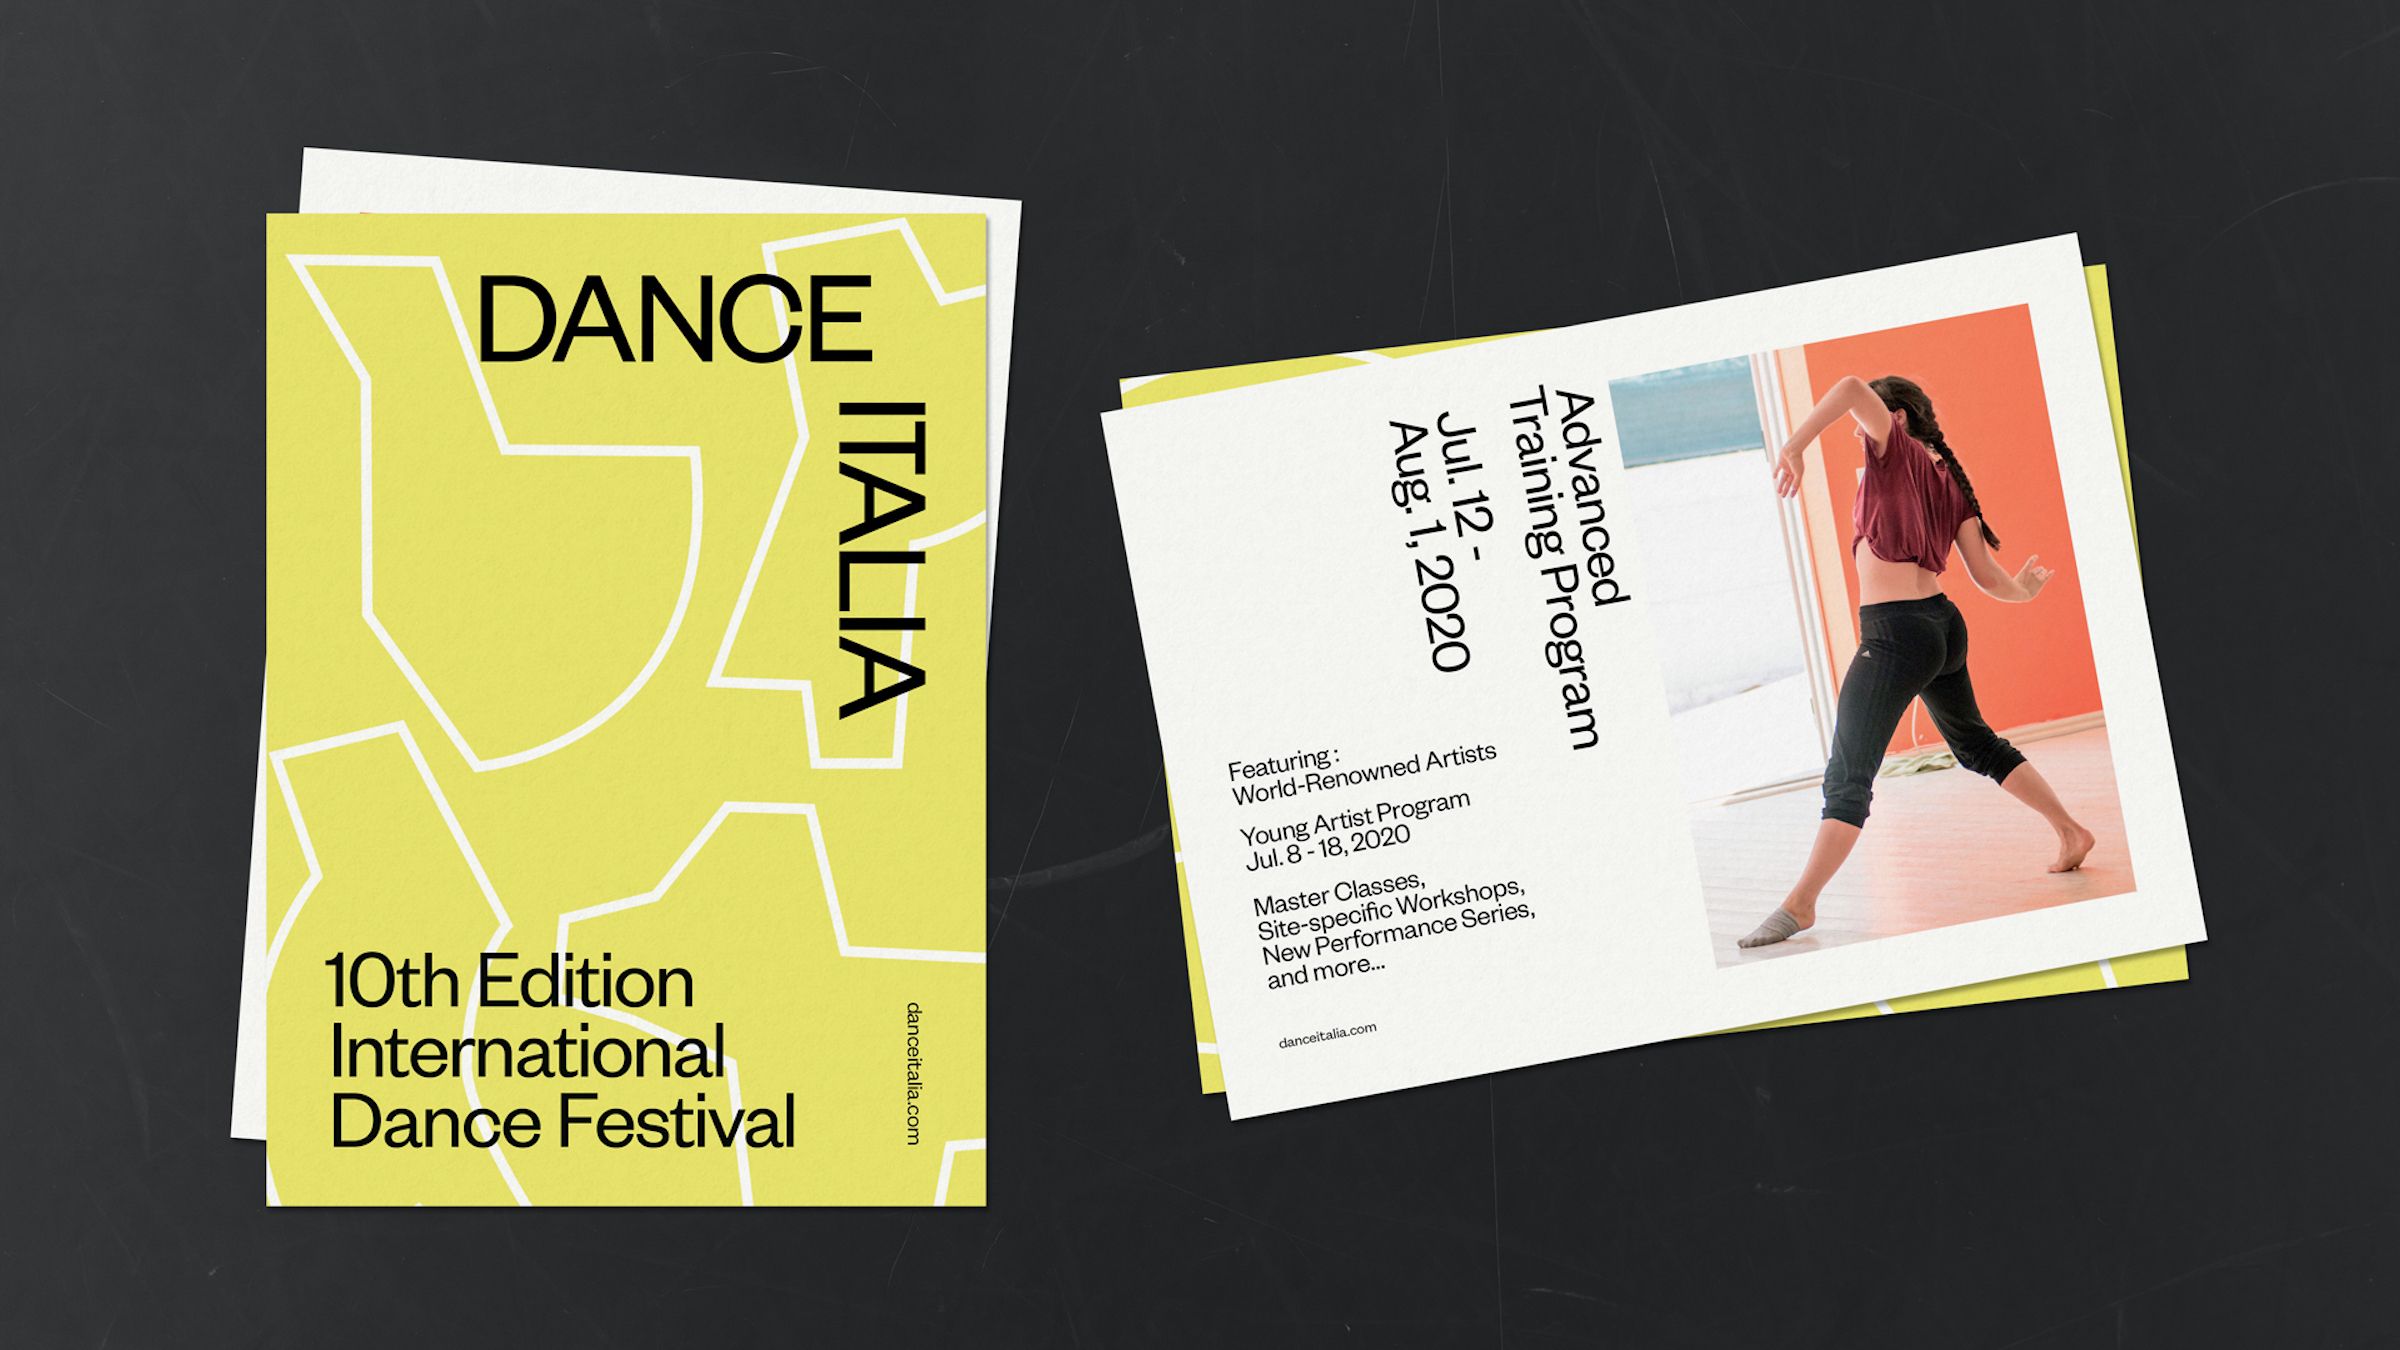 DANCE
ITALIA
10th Edition
International
Dance Festival
danceitalia.com
Advanced
Training Program
Jul. 12 -
Aug. 1, 2020
Featuring :
World-Renowned Artists
Young Artist Program
Jul. 8 - 18, 2020
Master Classes,
Site-specific Workshops,
New Performance Series,
and more...
danceitalia.com